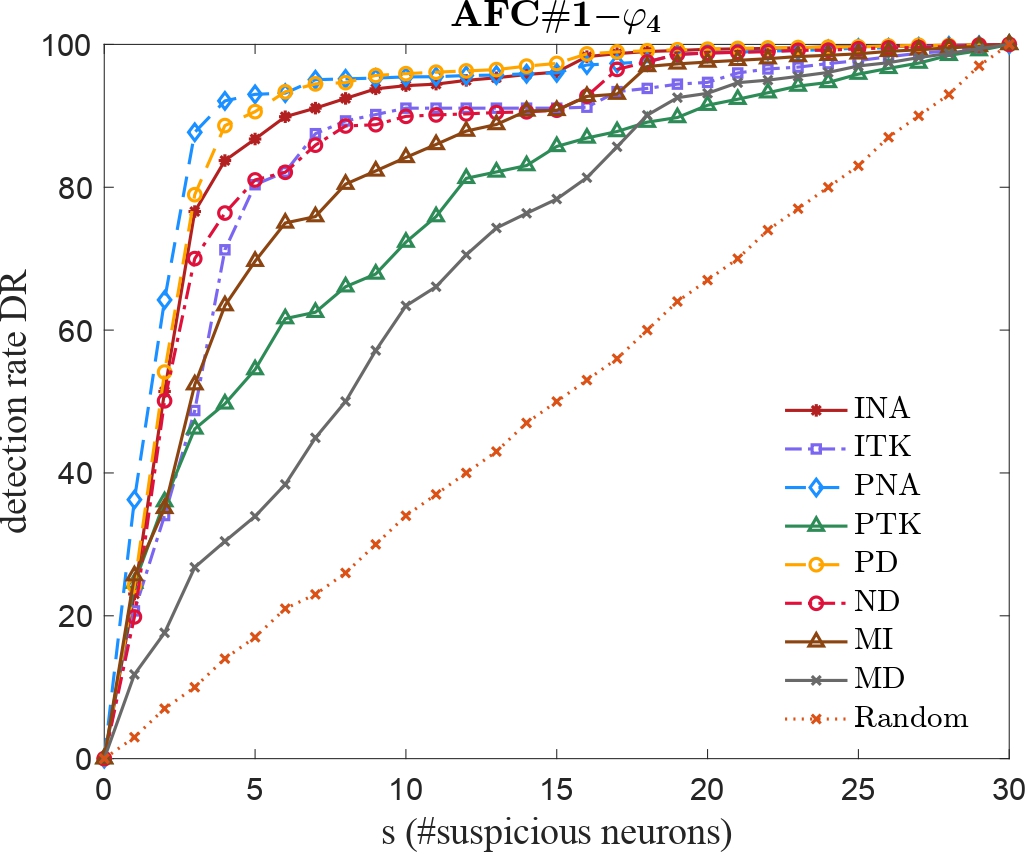 AFC#1−φ₄
detection rate DR
100
80
60
40
20
0
0 5 10 15 20 25 30
s (#suspicious neurons)
INA
ITK
PNA
PTK
PD
ND
MI
MD
Random